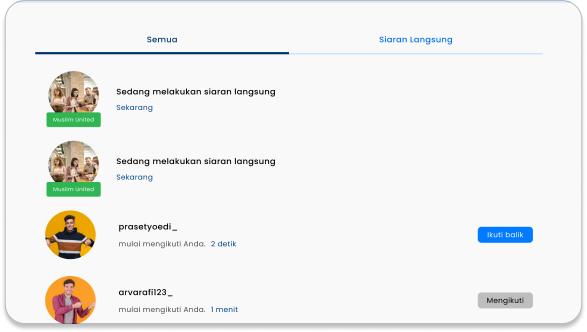 Semua
Siaran Langsung
Sedang melakukan siaran langsung
Sekarang
Muslim United
Sedang melakukan siaran langsung
Sekarang
Muslim United
prasetyoedi_
mulai mengikuti Anda. 2 detik
Ikuti balik
arvarafi123_
mulai mengikuti Anda. 1 menit
Mengikuti